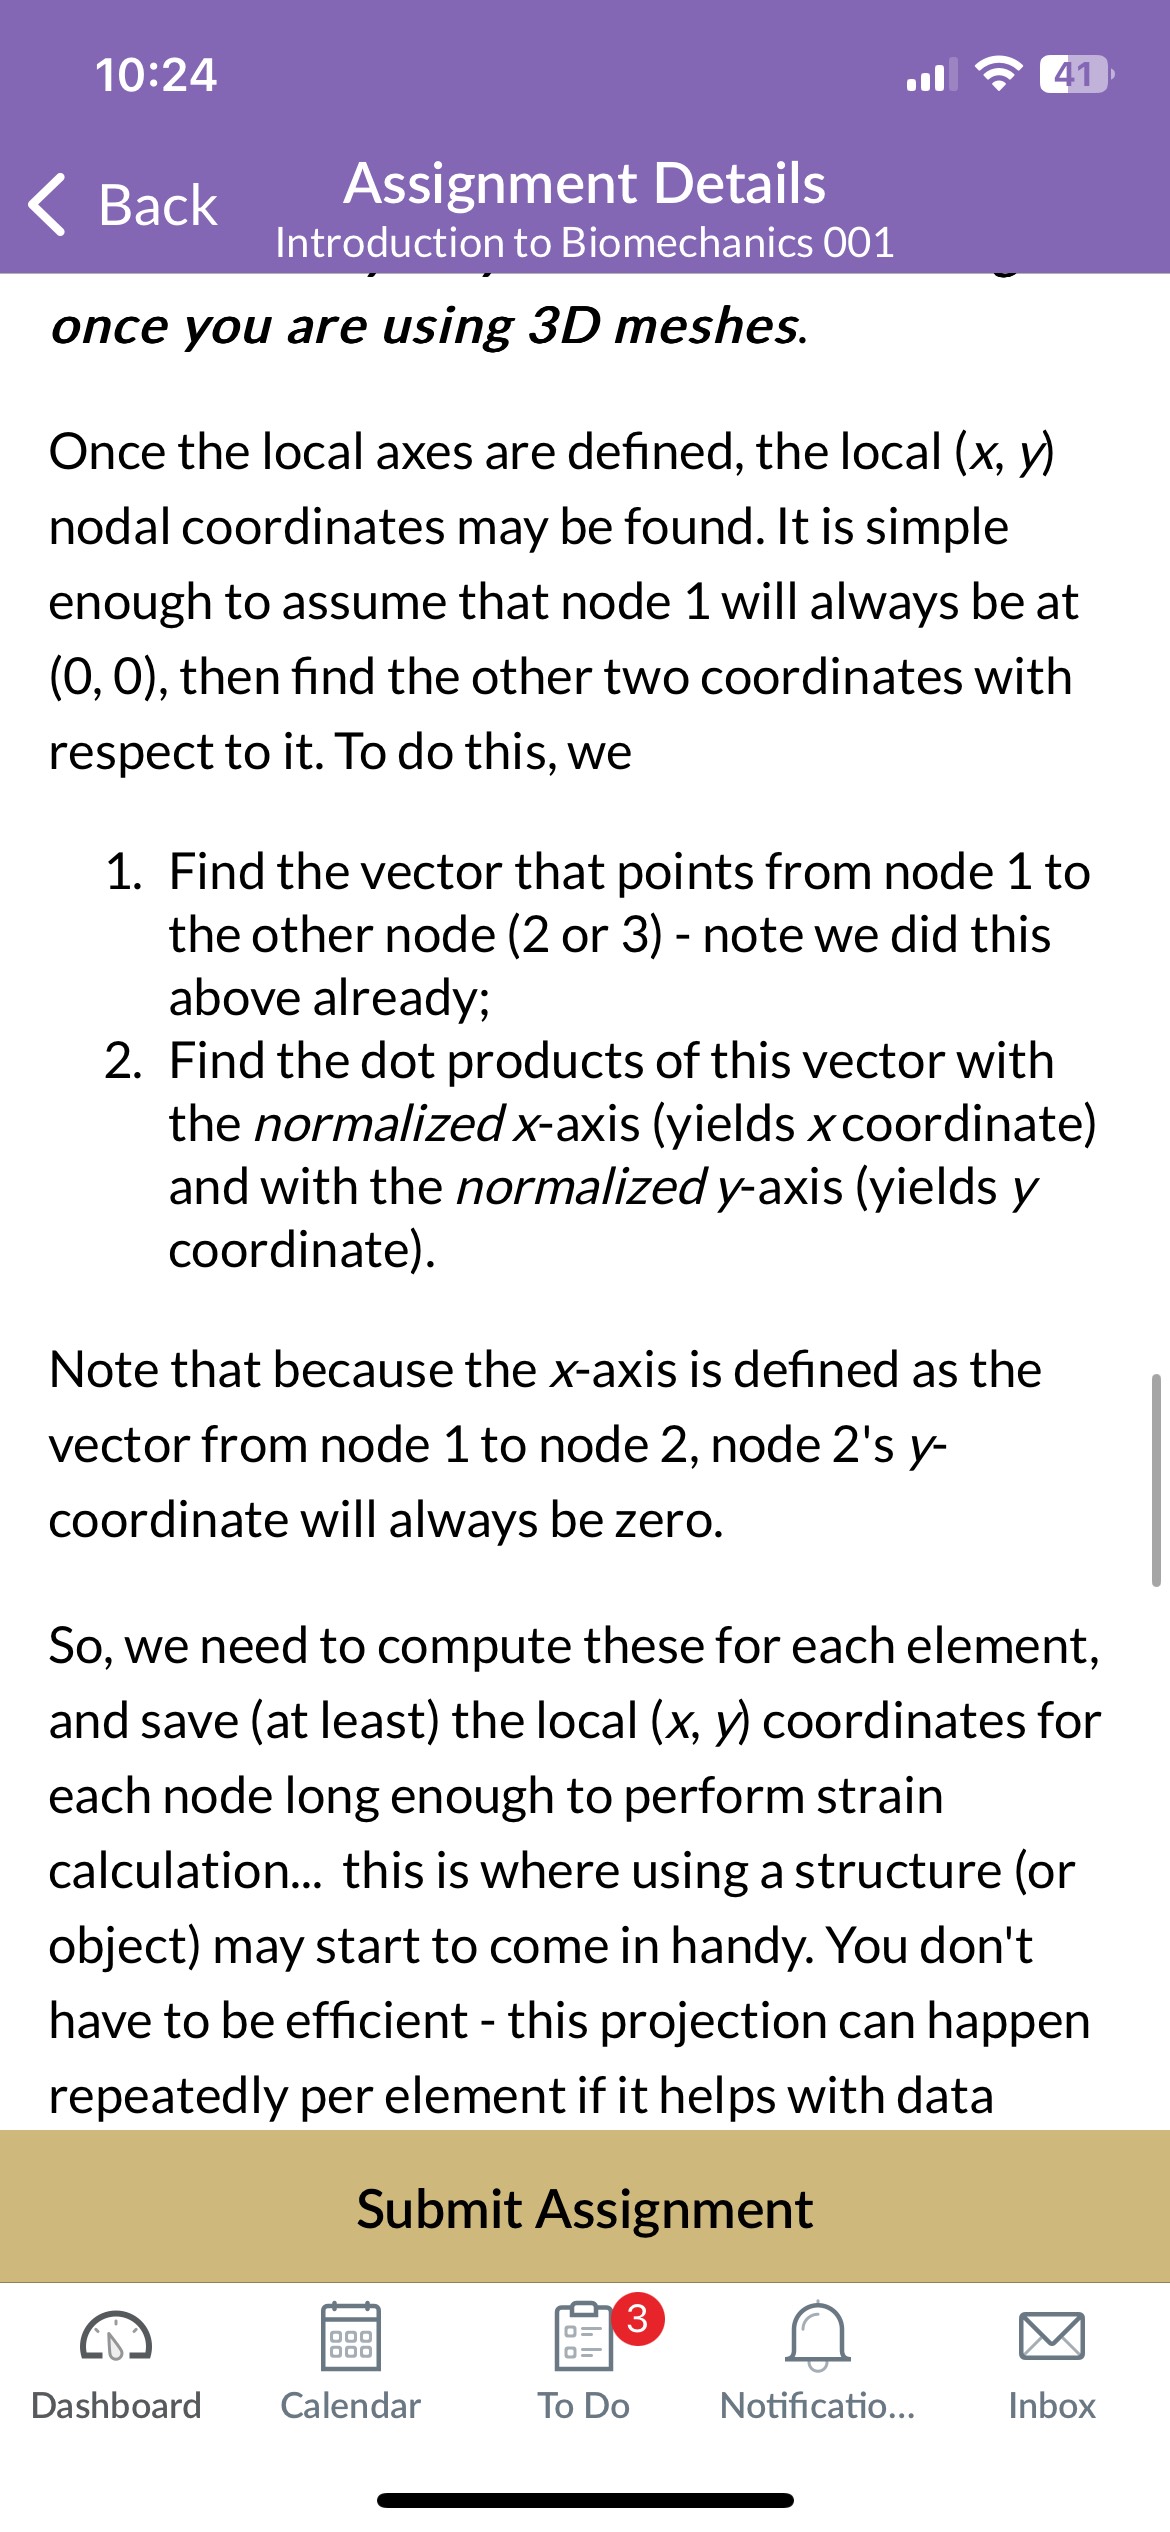 10:24
41
Back
Assignment Details
Introduction to Biomechanics 001
once you are using 3D meshes.
Once the local axes are defined, the local (x, y)
nodal coordinates may be found. It is simple
enough to assume that node 1 will always be at
(0, 0), then find the other two coordinates with
respect to it. To do this, we
1. Find the vector that points from node 1 to
the other node (2 or 3) - note we did this
above already;
2. Find the dot products of this vector with
the normalized x-axis (yields x coordinate)
and with the normalized y-axis (yields y
coordinate).
Note that because the x-axis is defined as the
vector from node 1 to node 2, node 2's y-
coordinate will always be zero.
So, we need to compute these for each element,
and save (at least) the local (x, y) coordinates for
each node long enough to perform strain
calculation... this is where using a structure (or
object) may start to come in handy. You don't
have to be efficient - this projection can happen
repeatedly per element if it helps with data
Submit Assignment
3
Dashboard
Calendar
To Do
Notificatio...
Inbox